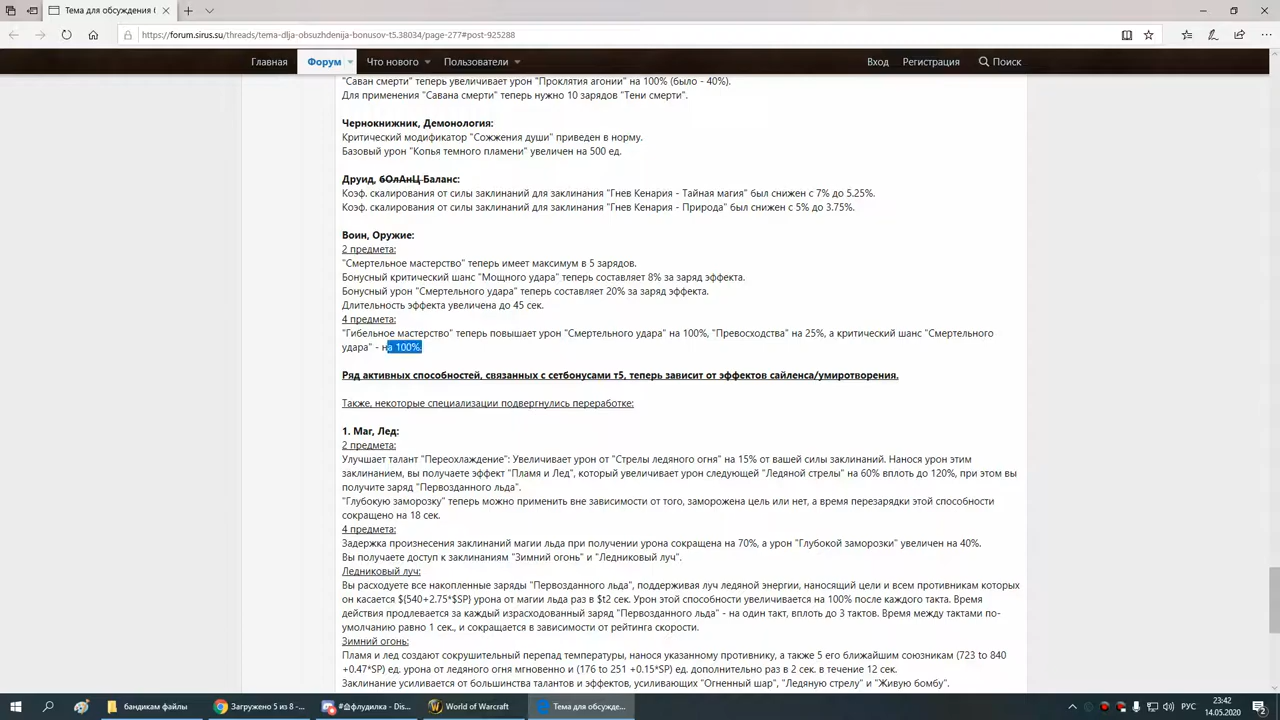 Тема для обсуждения б
https://forum.sirus.su/threads/tema-dlja-obsuzhdenija-bonusov-t5.38034/page-277#post-925288
Главная Форум Что нового Пользователи Вход Регистрация Поиск
"Саван смерти" теперь увеличивает урон "Проклятия агонии" на 100% (было - 40%).
Для применения "Савана смерти" теперь нужно 10 зарядов "Тени смерти".
Чернокнижник, Демонология:
Критический модификатор "Сожжения души" приведен в норму.
Базовый урон "Копья темного пламени" увеличен на 500 ед.
Друид, бОлАнЦ Баланс:
Коэф. скалирования от силы заклинаний для заклинания "Гнев Кенария - Тайная магия" был снижен с 7% до 5.25%.
Коэф. скалирования от силы заклинаний для заклинания "Гнев Кенария - Природа" был снижен с 5% до 3.75%.
Воин, Оружие:
2 предмета:
"Смертельное мастерство" теперь имеет максимум в 5 зарядов.
Бонусный критический шанс "Мощного удара" теперь составляет 8% за заряд эффекта.
Бонусный урон "Смертельного удара" теперь составляет 20% за заряд эффекта.
Длительность эффекта увеличена до 45 сек.
4 предмета:
"Гибельное мастерство" теперь повышает урон "Смертельного удара" на 100%, "Превосходства" на 25%, а критический шанс "Смертельного
удара" - на 100%.
Ряд активных способностей, связанных с сетбонусами т5, теперь зависит от эффектов сайленса/умиротворения.
Также, некоторые специализации подвергнулись переработке:
1. Маг, Лед:
2 предмета:
Улучшает талант "Переохлаждение": Увеличивает урон от "Стрелы ледяного огня" на 15% от вашей силы заклинаний. Нанося урон этим
заклинанием, вы получаете эффект "Пламя и Лед", который увеличивает урон следующей "Ледяной стрелы" на 60% вплоть до 120%, при этом вы
получите заряд "Первозданного льда".
"Глубокую заморозку" теперь можно применить вне зависимости от того, заморожена цель или нет, а время перезарядки этой способности
сокращено на 18 сек.
4 предмета:
Задержка произнесения заклинаний магии льда при получении урона сокращена на 70%, а урон "Глубокой заморозки" увеличен на 40%.
Вы получаете доступ к заклинаниям "Зимний огонь" и "Ледниковый луч".
Ледниковый луч:
Вы расходуете все накопленные заряды "Первозданного льда", поддерживая луч ледяной энергии, наносящий цели и всем противникам которых
он касается ${540+2.75*$SP) урона от магии льда раз в $t2 сек. Урон этой способности увеличивается на 100% после каждого такта. Время
действия продлевается за каждый израсходованный заряд "Первозданного льда" - на один такт, вплоть до 3 тактов. Время между тактами по-
умолчанию равно 1 сек., и сокращается в зависимости от рейтинга скорости.
Зимний огонь:
Пламя и лед создают сокрушительный перепад температуры, нанося указанному противнику, а также 5 его ближайшим союзникам (723 to 840
+0.47*SP) ед. урона от ледяного огня мгновенно и (176 to 251 +0.15*SP) ед. дополнительно раз в 2 сек. в течение 12 сек.
Заклинание усиливается от большинства талантов и эффектов, усиливающих "Огненный шар", "Ледяную стрелу" и "Живую бомбу".
бандикам файлы Загружено 5 из 8 -... флудилка - Dis... World of Warcraft Тема для обсужде... РУС 23:42
14.05.2020